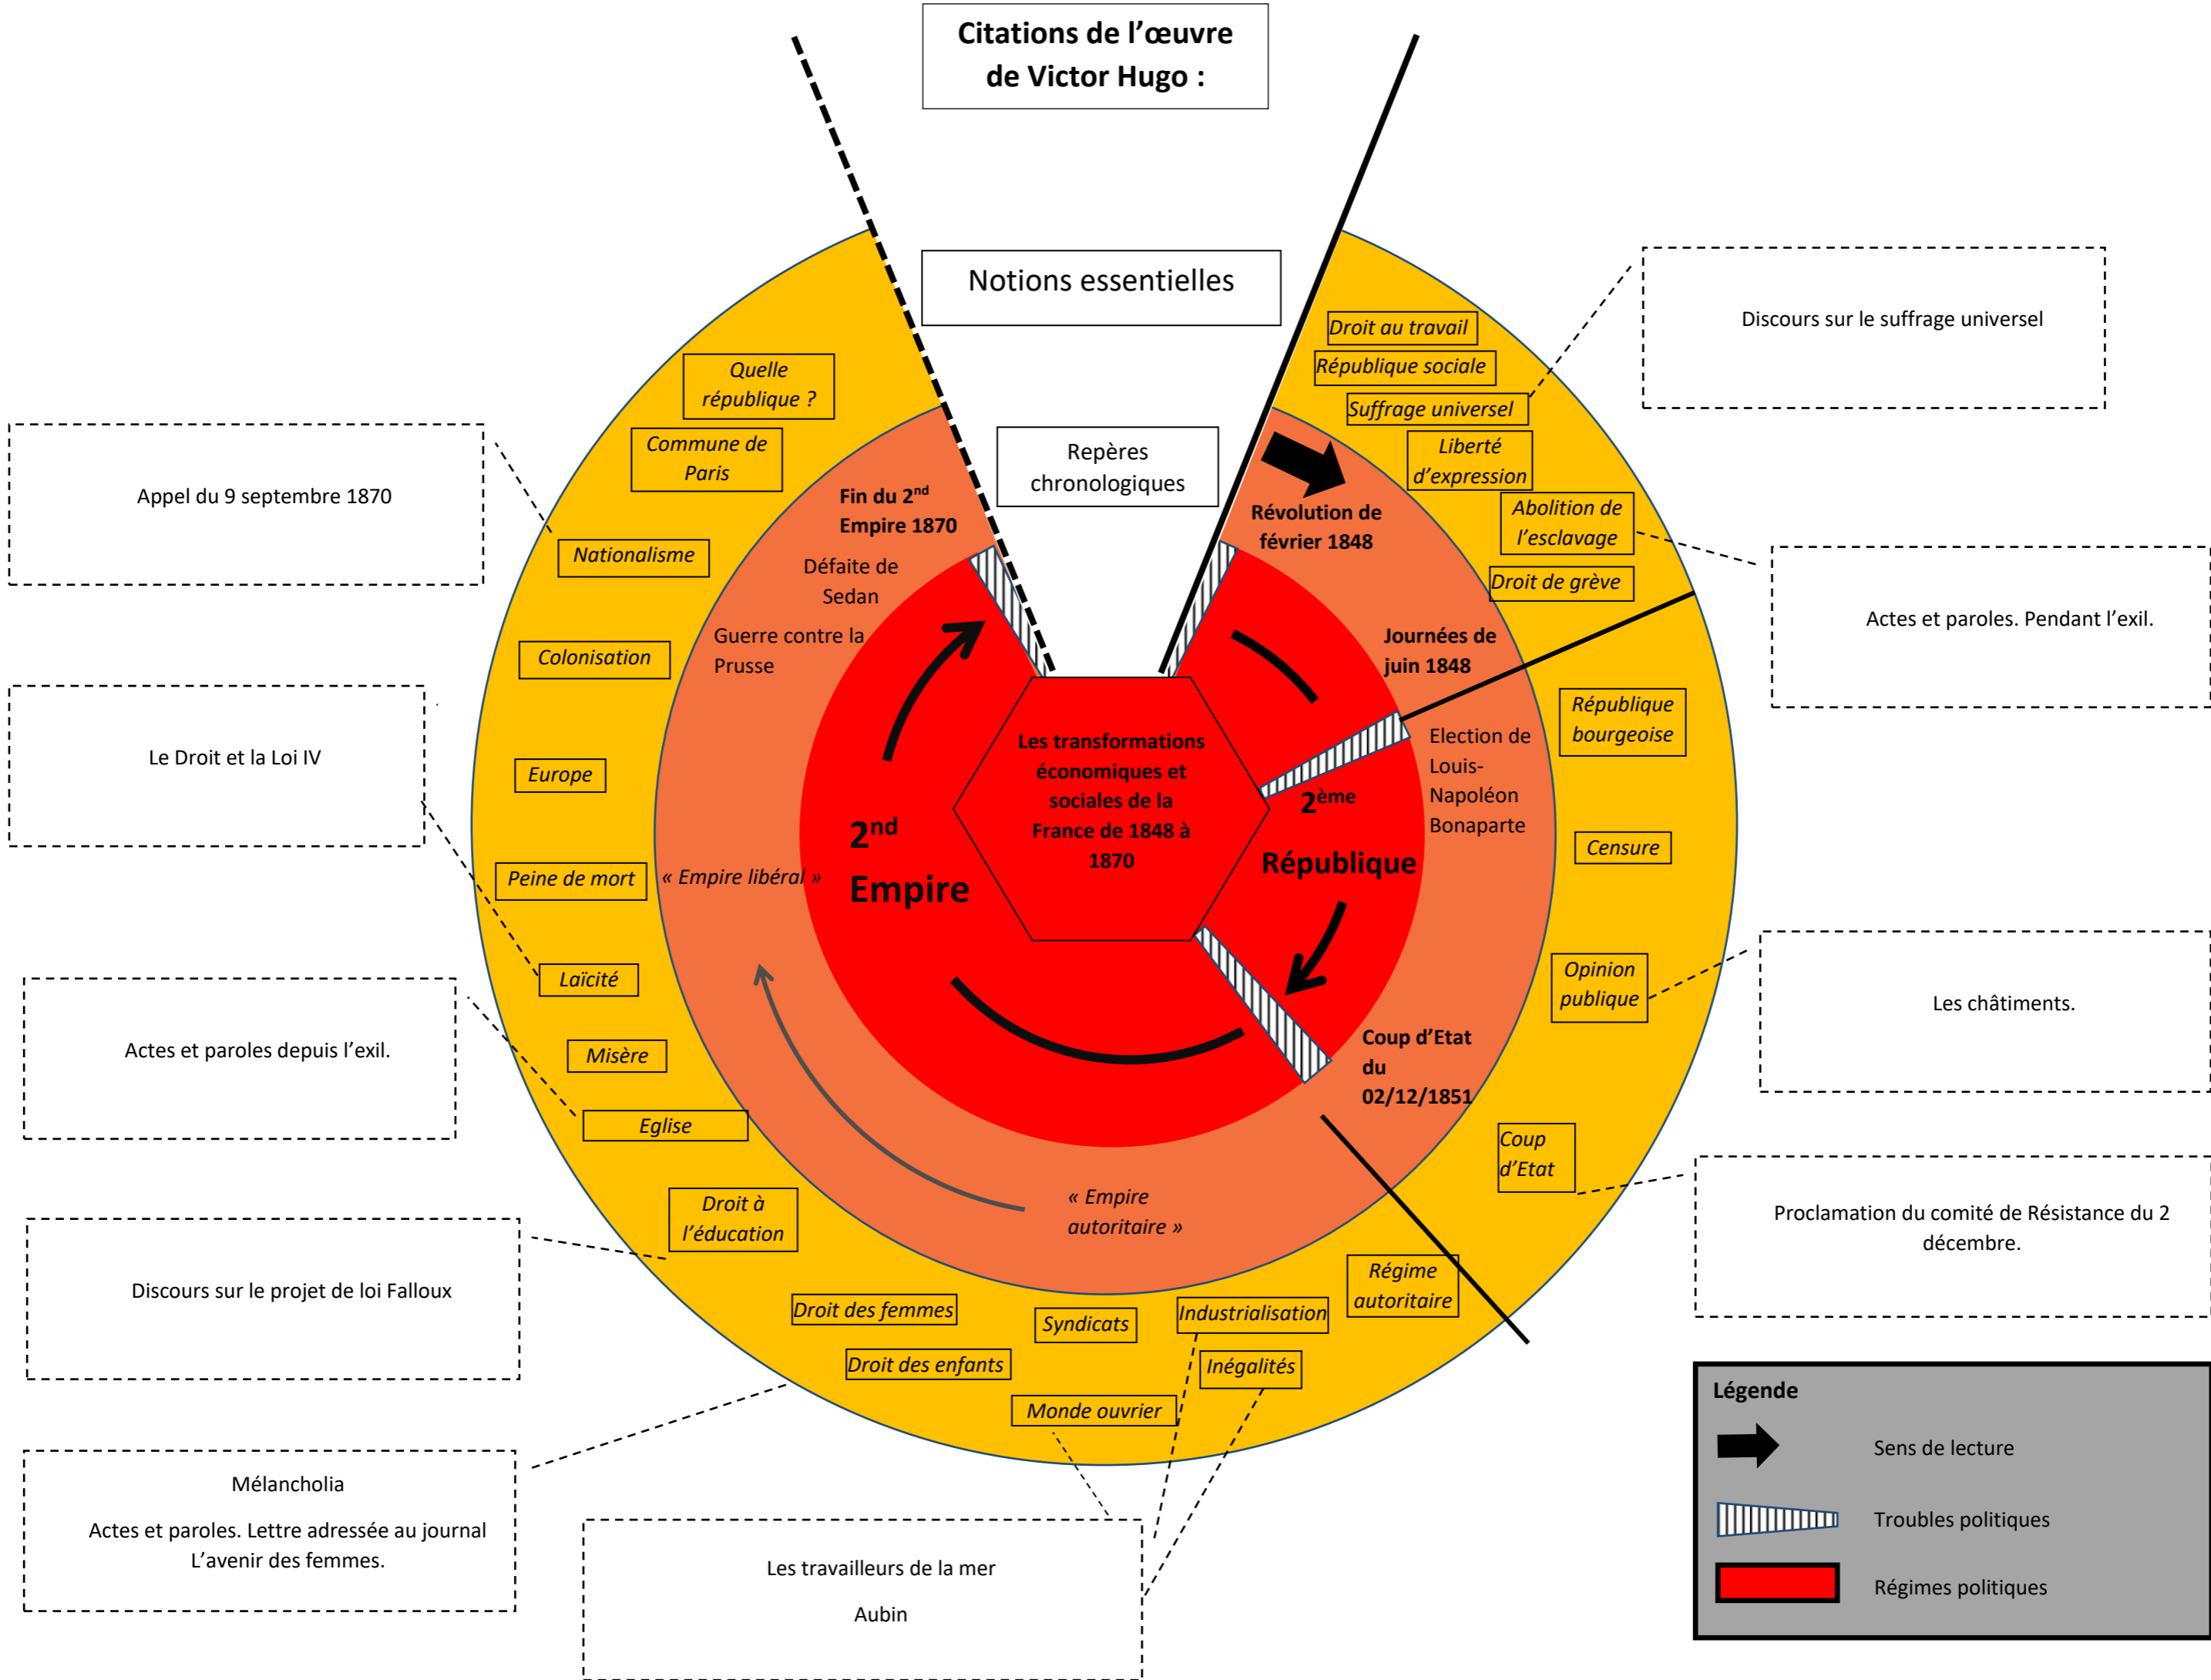 Citations de l'œuvre
de Victor Hugo :
Notions essentielles
Repères
chronologiques
Droit au travail
République sociale
Suffrage universel
Liberté
d'expression
Abolition de
l'esclavage
Droit de grève
Discours sur le suffrage universel
Actes et paroles. Pendant l'exil.
Révolution de
février 1848
Journées de
juin 1848
Election de
Louis-
Napoléon
Bonaparte
République
bourgeoise
Censure
Opinion
publique
Coup
d'Etat
Les châtiments.
Proclamation du comité de Résistance du 2
décembre.
Coup d'Etat
du
02/12/1851
2ème
République
Les transformations
économiques et
sociales de la
France de 1848 à
1870
2nd
Empire
« Empire
autoritaire »
« Empire libéral »
Guerre contre la
Prusse
Défaite de
Sedan
Fin du 2nd
Empire 1870
Régime
autoritaire
Industrialisation
Inégalités
Syndicats
Monde ouvrier
Droit des femmes
Droit des enfants
Droit à
l'éducation
Eglise
Misère
Laïcité
Peine de mort
Europe
Colonisation
Nationalisme
Commune de
Paris
Quelle
république ?
Appel du 9 septembre 1870
Le Droit et la Loi IV
Actes et paroles depuis l'exil.
Discours sur le projet de loi Falloux
Mélancholia
Actes et paroles. Lettre adressée au journal
L'avenir des femmes.
Les travailleurs de la mer
Aubin
Légende
Sens de lecture
Troubles politiques
Régimes politiques